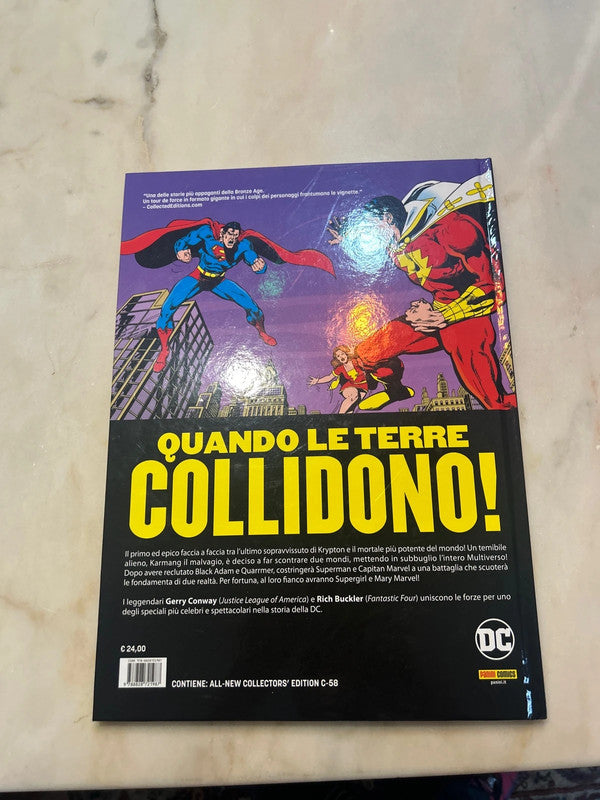 "Una delle storie più appaganti della Bronze Age.
Un tour de force in formato gigante in cui i colpi dei personaggi frantumano le vignette."
– CollectedEditions.com
QUANDO LE TERRE
COLLIDONO!
Il primo ed epico faccia a faccia tra l'ultimo sopravvissuto di Krypton e il mortale più potente del mondo! Un temibile
alieno, Karmang il malvagio, è deciso a far scontrare due mondi, mettendo in subbuglio l'intero Multiverso!
Dopo avere reclutato Black Adam e Quarrmer, costringerà Superman e Capitan Marvel a una battaglia che scuoterà
le fondamenta di due realtà. Per fortuna, al loro fianco avranno Supergirl e Mary Marvel!
I leggendari Gerry Conway (Justice League of America) e Rich Buckler (Fantastic Four) uniscono le forze per uno
degli speciali più celebri e spettacolari nella storia della DC.
DC
€ 24,00
CONTIENE: ALL-NEW COLLECTORS' EDITION C-58
PANINI COMICS
panini.it